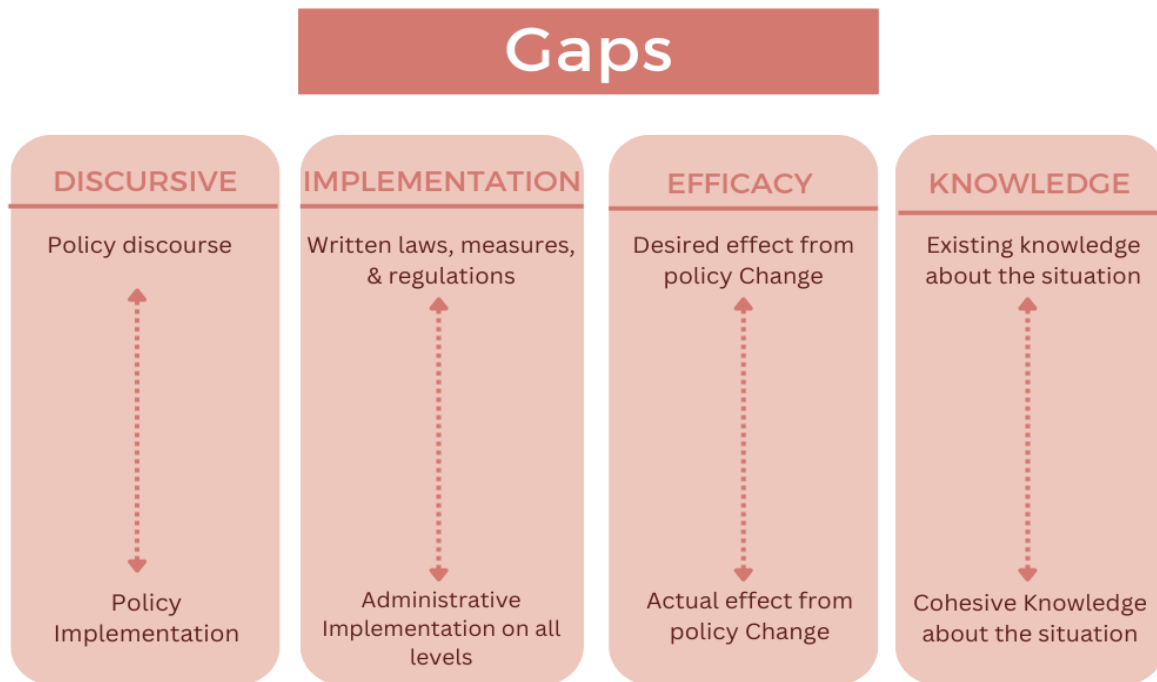 Gaps
DISCURSIVE
Policy discourse
Policy
Implementation
IMPLEMENTATION
Written laws, measures,
& regulations
Administrative
Implementation on all
levels
EFFICACY
Desired effect from
policy Change
Actual effect from
policy Change
KNOWLEDGE
Existing knowledge
about the situation
Cohesive Knowledge
about the situation